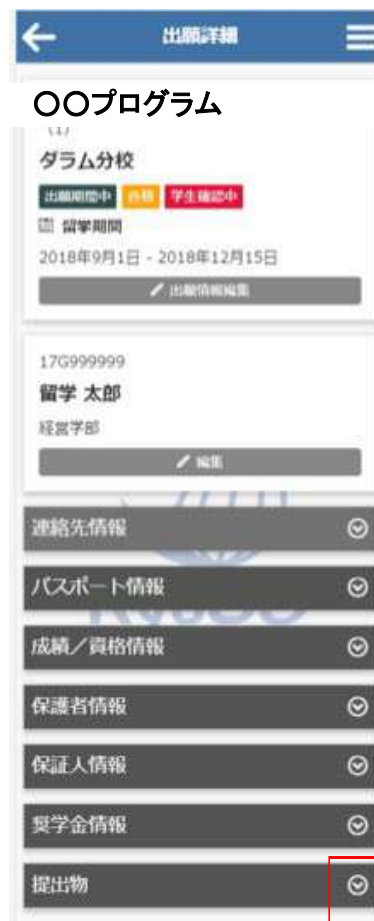 出願詳細
〇〇プログラム
(1)
ダラム分校
出願期間中 合格 学生確認中
留学期間
2018年9月1日 - 2018年12月15日
出願情報編集
17G999999
留学 太郎
経営学部
編集
連絡先情報
パスポート情報
成績／資格情報
保護者情報
保証人情報
奨学金情報
提出物